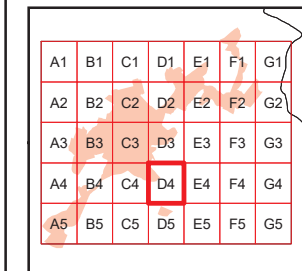 A1 B1 C1 D1 E1 F1 G1
A2 B2 C2 D2 E2 F2 G2
A3 B3 C3 D3 E3 F3 G3
A4 B4 C4 D4 E4 F4 G4
A5 B5 C5 D5 E5 F5 G5